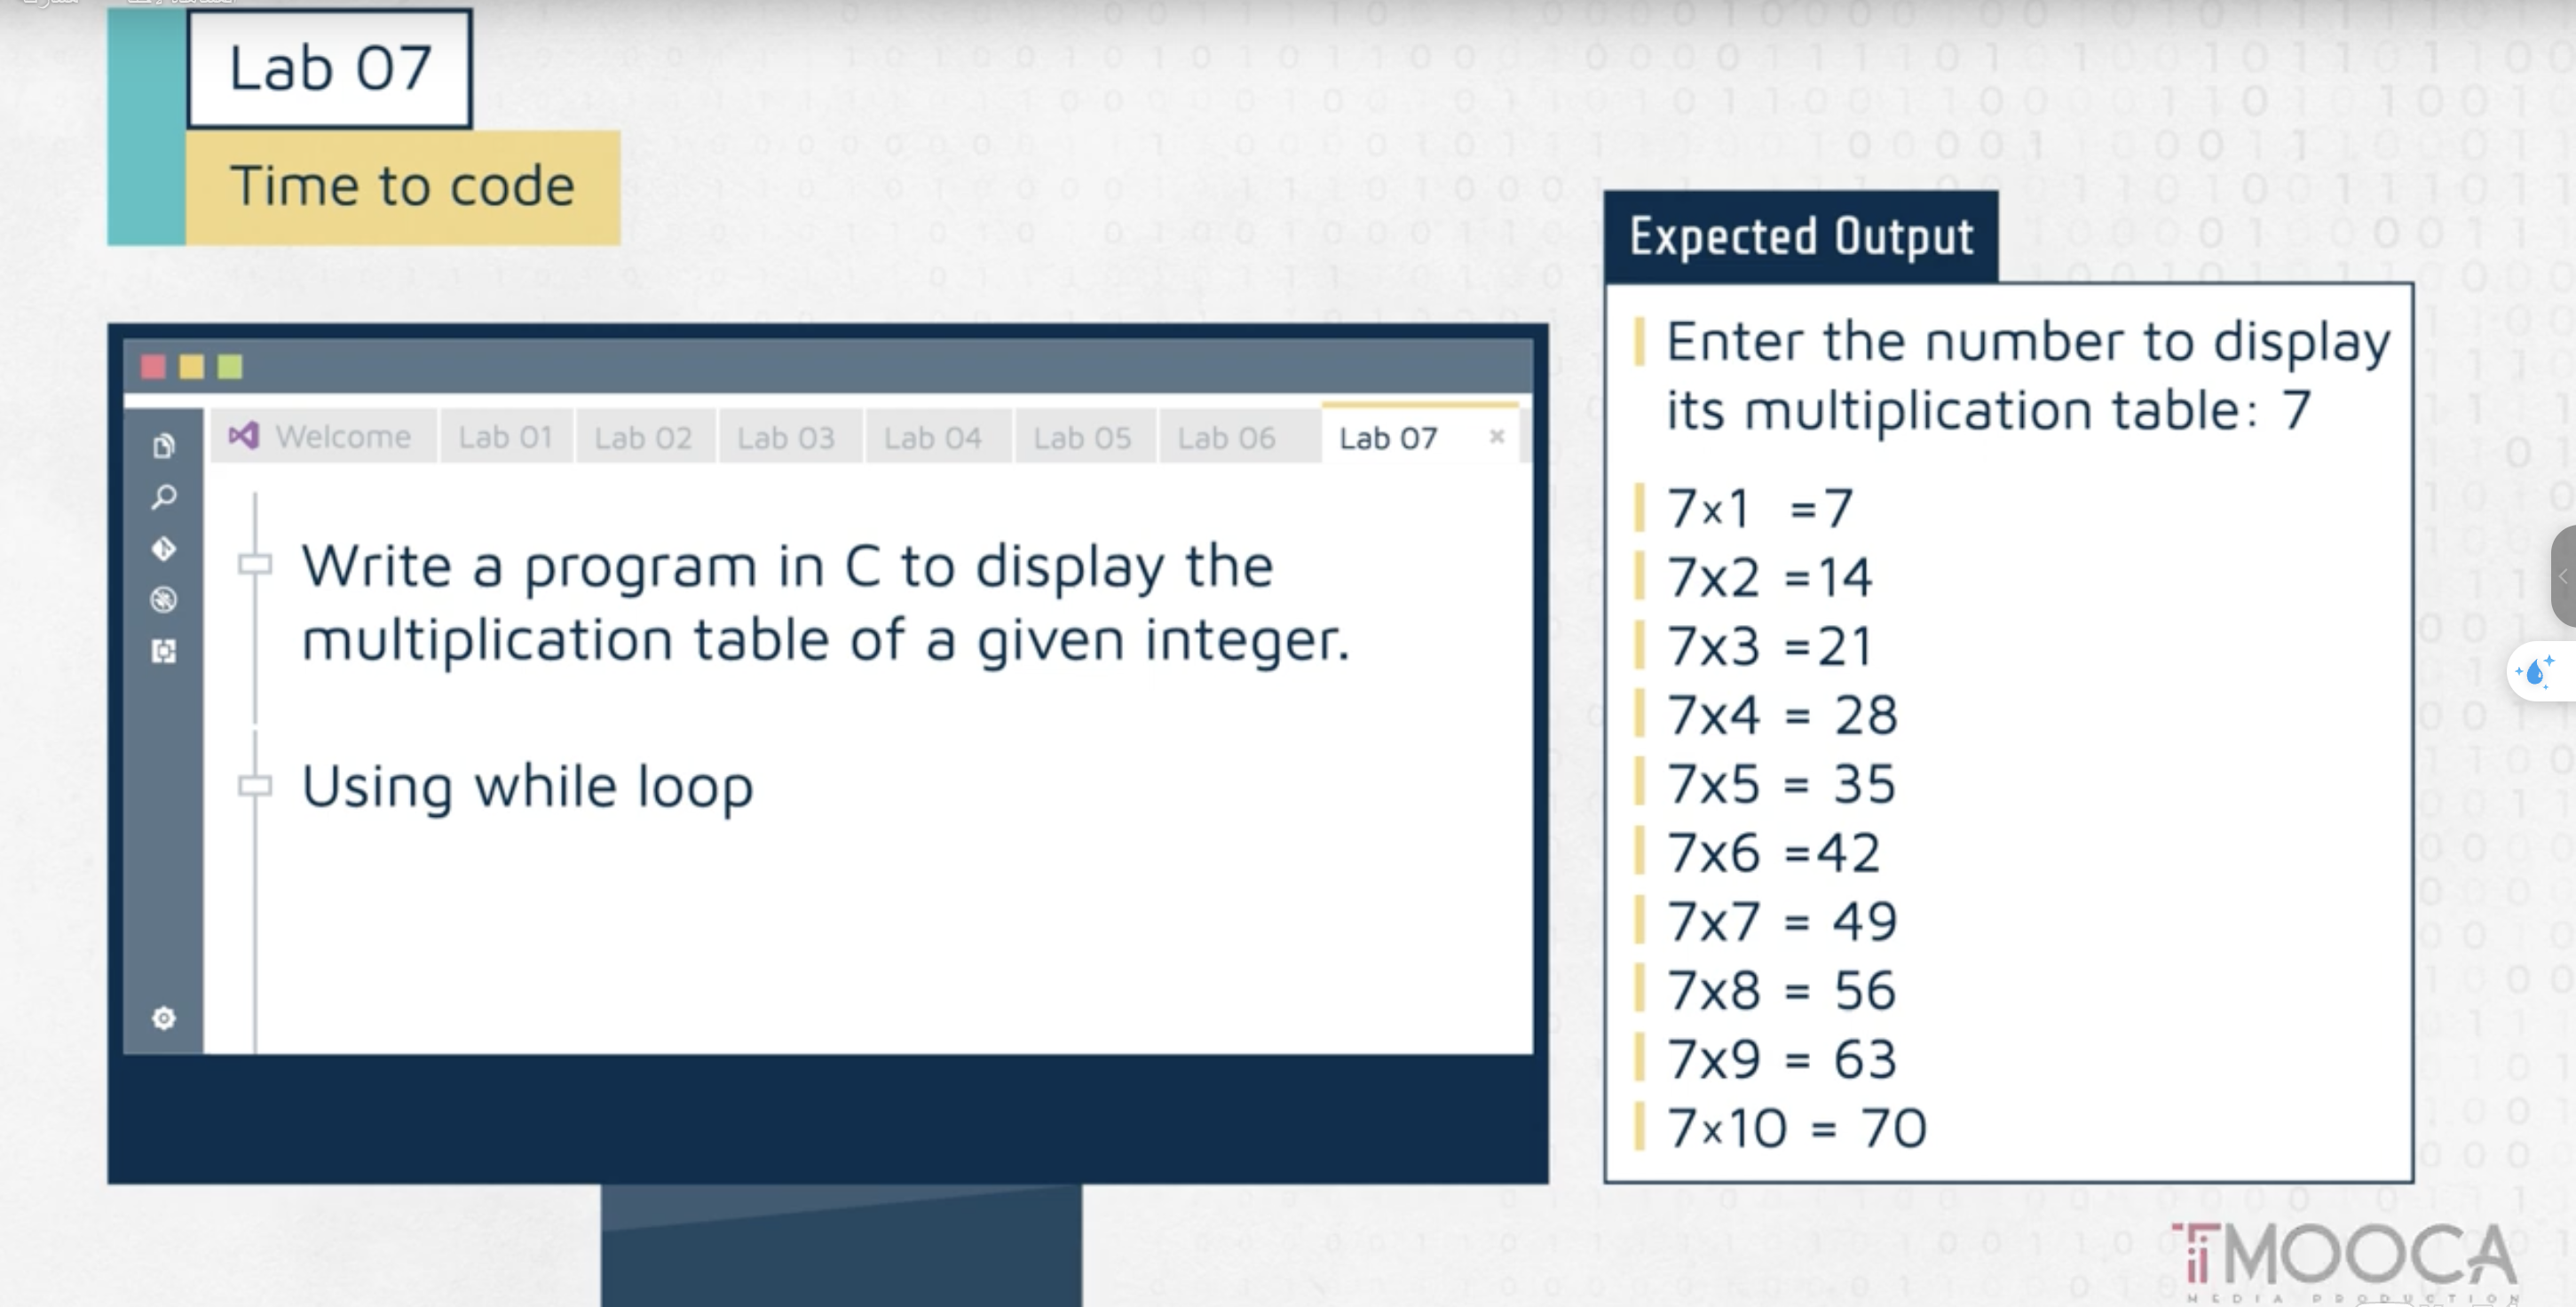 Lab 07
Time to code
Welcome
Lab 01
Lab 02
Lab 03
Lab 04
Lab 05
Lab 06
Lab 07
Write a program in C to display the
multiplication table of a given integer.
Using while loop
Expected Output
Enter the number to display
its multiplication table: 7
7x1 =7
7x2 =14
7x3 =21
7x4 = 28
7x5 = 35
7x6 =42
7x7 = 49
7x8 = 56
7x9 = 63
7x10 = 70
MOOCA
MEDIA PRODUCTION